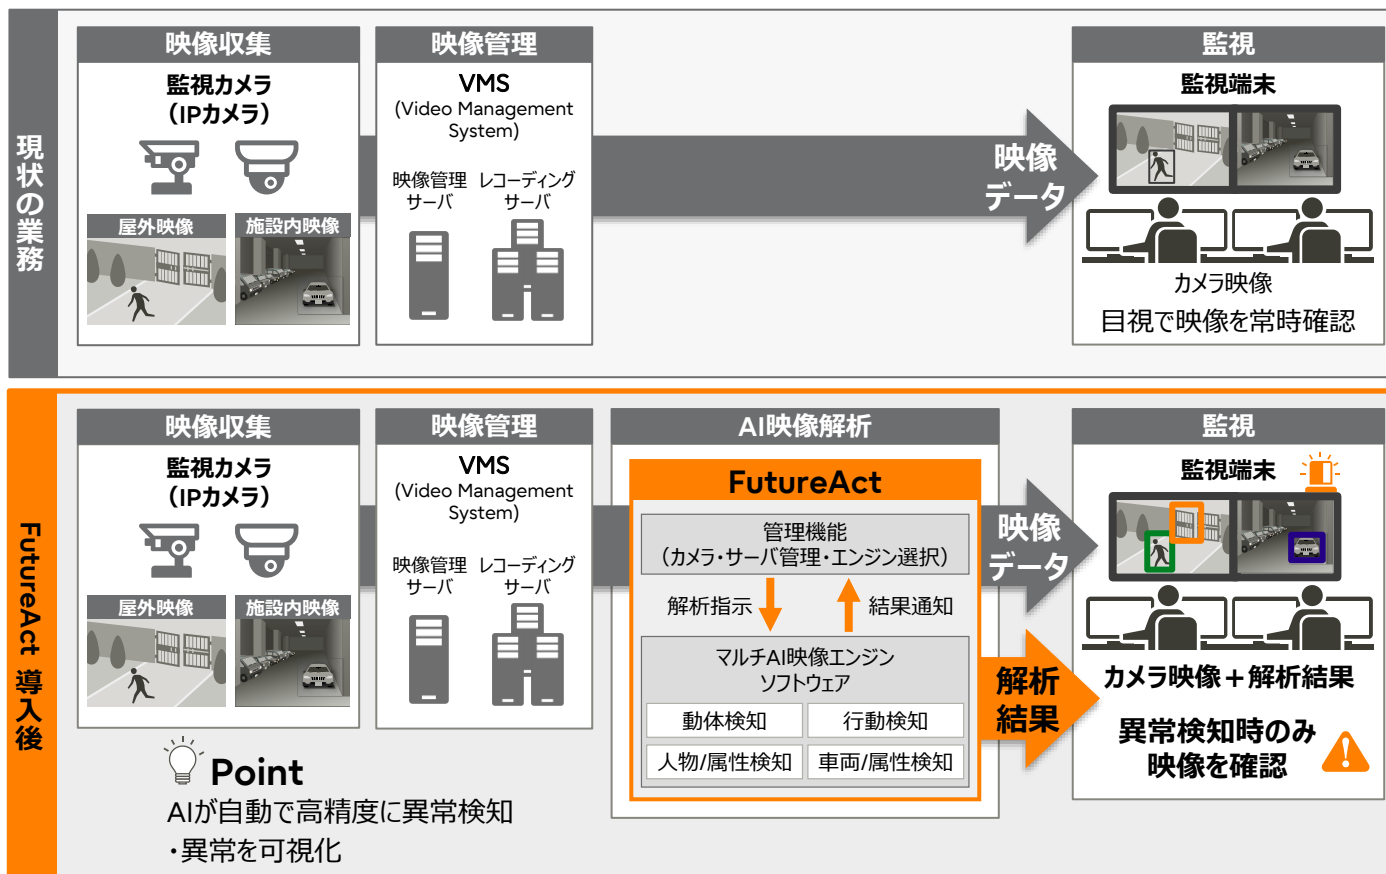 現状の業務
映像収集
監視カメラ
（IPカメラ）
屋外映像
施設内映像
映像管理
VMS
(Video Management
System)
映像管理
サーバ
レコーディング
サーバ
映像
データ
監視
監視端末
カメラ映像
目視で映像を常時確認
FutureAct 導入後
映像収集
監視カメラ
（IPカメラ）
屋外映像
施設内映像
映像管理
VMS
(Video Management
System)
映像管理
サーバ
レコーディング
サーバ
AI映像解析
FutureAct
管理機能
（カメラ・サーバ管理・エンジン選択）
解析指示
結果通知
マルチAI映像エンジン
ソフトウェア
動体検知
行動検知
人物/属性検知
車両/属性検知
映像
データ
解析
結果
監視
監視端末
カメラ映像＋解析結果
異常検知時のみ
映像を確認
Point
AIが自動で高精度に異常検知
・異常を可視化